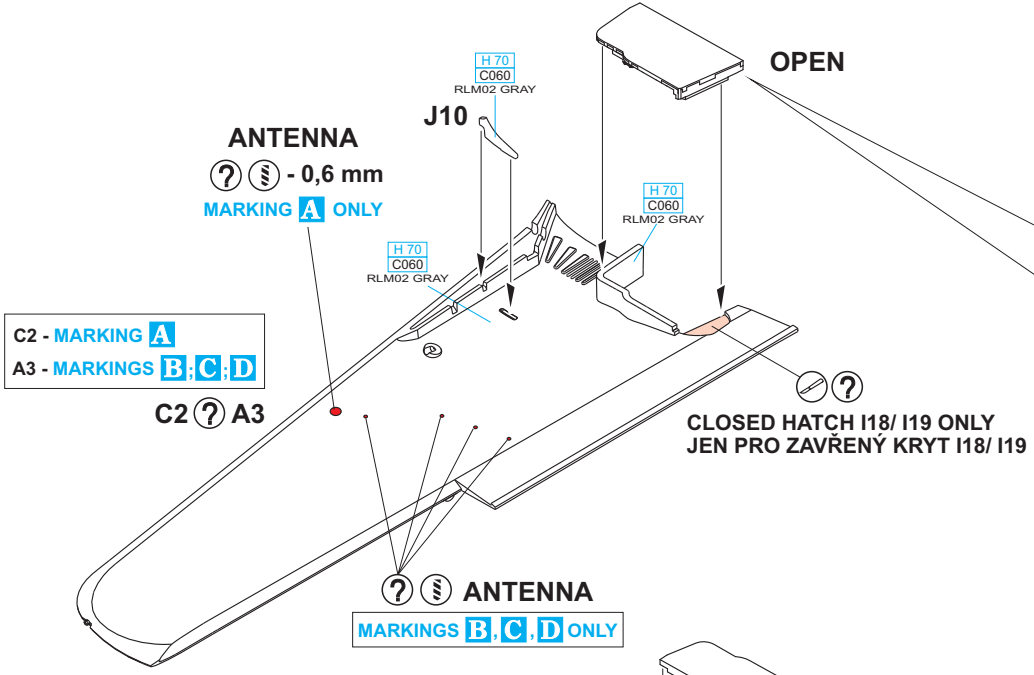 OPEN
H 70
C060
RLM02 GRAY
J10
ANTENNA
? - 0,6 mm
MARKING A ONLY
H 70
C060
RLM02 GRAY
H 70
C060
RLM02 GRAY
C2 - MARKING A
A3 - MARKINGS B;C;D
C2 ? A3
?
CLOSED HATCH I18/ I19 ONLY
JEN PRO ZAVŘENÝ KRYT I18/ I19
? ANTENNA
MARKINGS B, C, D ONLY